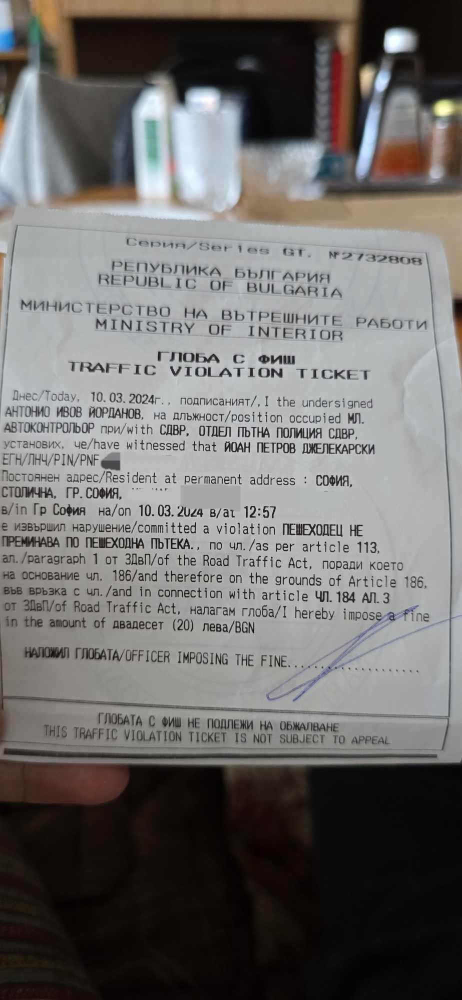 Серия/Series GT. №2732808
РЕПУБЛИКА БЪЛГАРИЯ
REPUBLIC OF BULGARIA
МИНИСТЕРСТВО НА ВЪТРЕШНИТЕ РАБОТИ
MINISTRY OF INTERIOR
ГЛОБА С ФИШ
TRAFFIC VIOLATION TICKET
Днес/Today, 10.03.2024г., подписаният/,I the undersigned
АНТОНИО ИВОВ ЙОРДАНОВ, на длъжност/position occupied МЛ.
АВТОКОНТРОЛЬОР при/with СДВР, ОТДЕЛ ПЪТНА ПОЛИЦИЯ СДВР,
установих, че/have witnessed that ЙОАН ПЕТРОВ ДЖЕЛЕКАРСКИ
ЕГН/ЛНЧ/PIN/PNF
Постоянен адрес/Resident at permanent address : СОФИЯ,
СТОЛИЧНА, ГР.СОФИЯ,
в/in Гр София на/on 10.03.2024 в/at 12:57
е извършил нарушение/committed a violation ПЕШЕХОДЕЦ НЕ
ПРЕМИНАВА ПО ПЕШЕХОДНА ПЪТЕКА., по чл./as per article 113,
ал./paragraph 1 от ЗДвП/of the Road Traffic Act, поради което
на основание чл. 186/and therefore on the grounds of Article 186,
във връзка с чл./and in connection with article ЧЛ. 184 АЛ. 3
от ЗДвП/of Road Traffic Act, налагам глоба/I hereby impose a fine
in the amount of двадесет (20) лева/BGN
НАЛОЖИЛ ГЛОБАТА/OFFICER IMPOSING THE FINE......................
ГЛОБАТА С ФИШ НЕ ПОДЛЕЖИ НА ОБЖАЛВАНЕ
THIS TRAFFIC VIOLATION TICKET IS NOT SUBJECT TO APPEAL